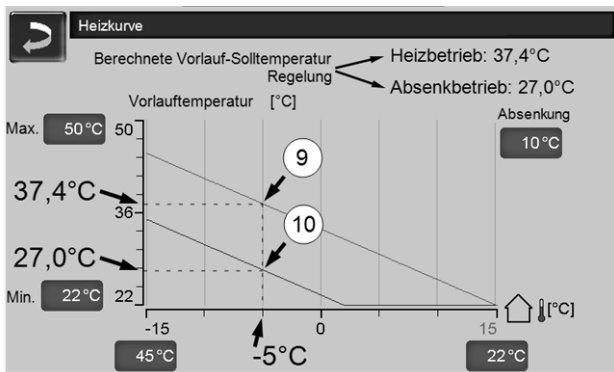 Heizkurve
Berechnete Vorlauf-Solltemperatur
Regelung
Heizbetrieb: 37,4°C
Absenkbetrieb: 27,0°C
Vorlauftemperatur [°C]
Absenkung
Max. 50 °C
50
10 °C
9
37,4°C
36
10
27,0°C
Min. 22 °C
22
[°C]
-15
0
15
45 °C
-5°C
22 °C